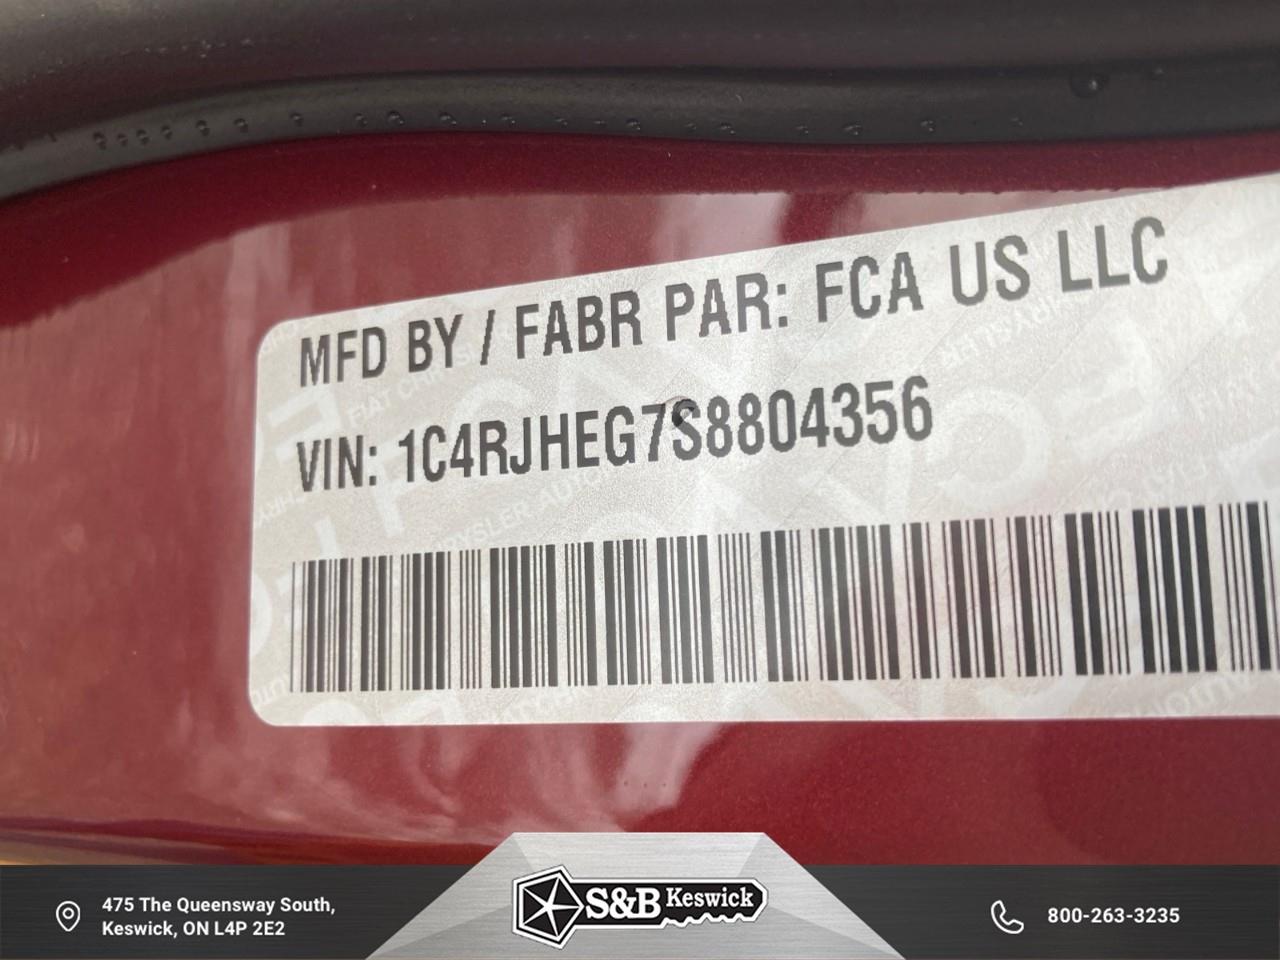 MFD BY / FABR PAR: FCA US LLC
VIN: 1C4RJHEG7S8804356
S&B Keswick
475 The Queensway South,
Keswick, ON L4P 2E2
800-263-3235